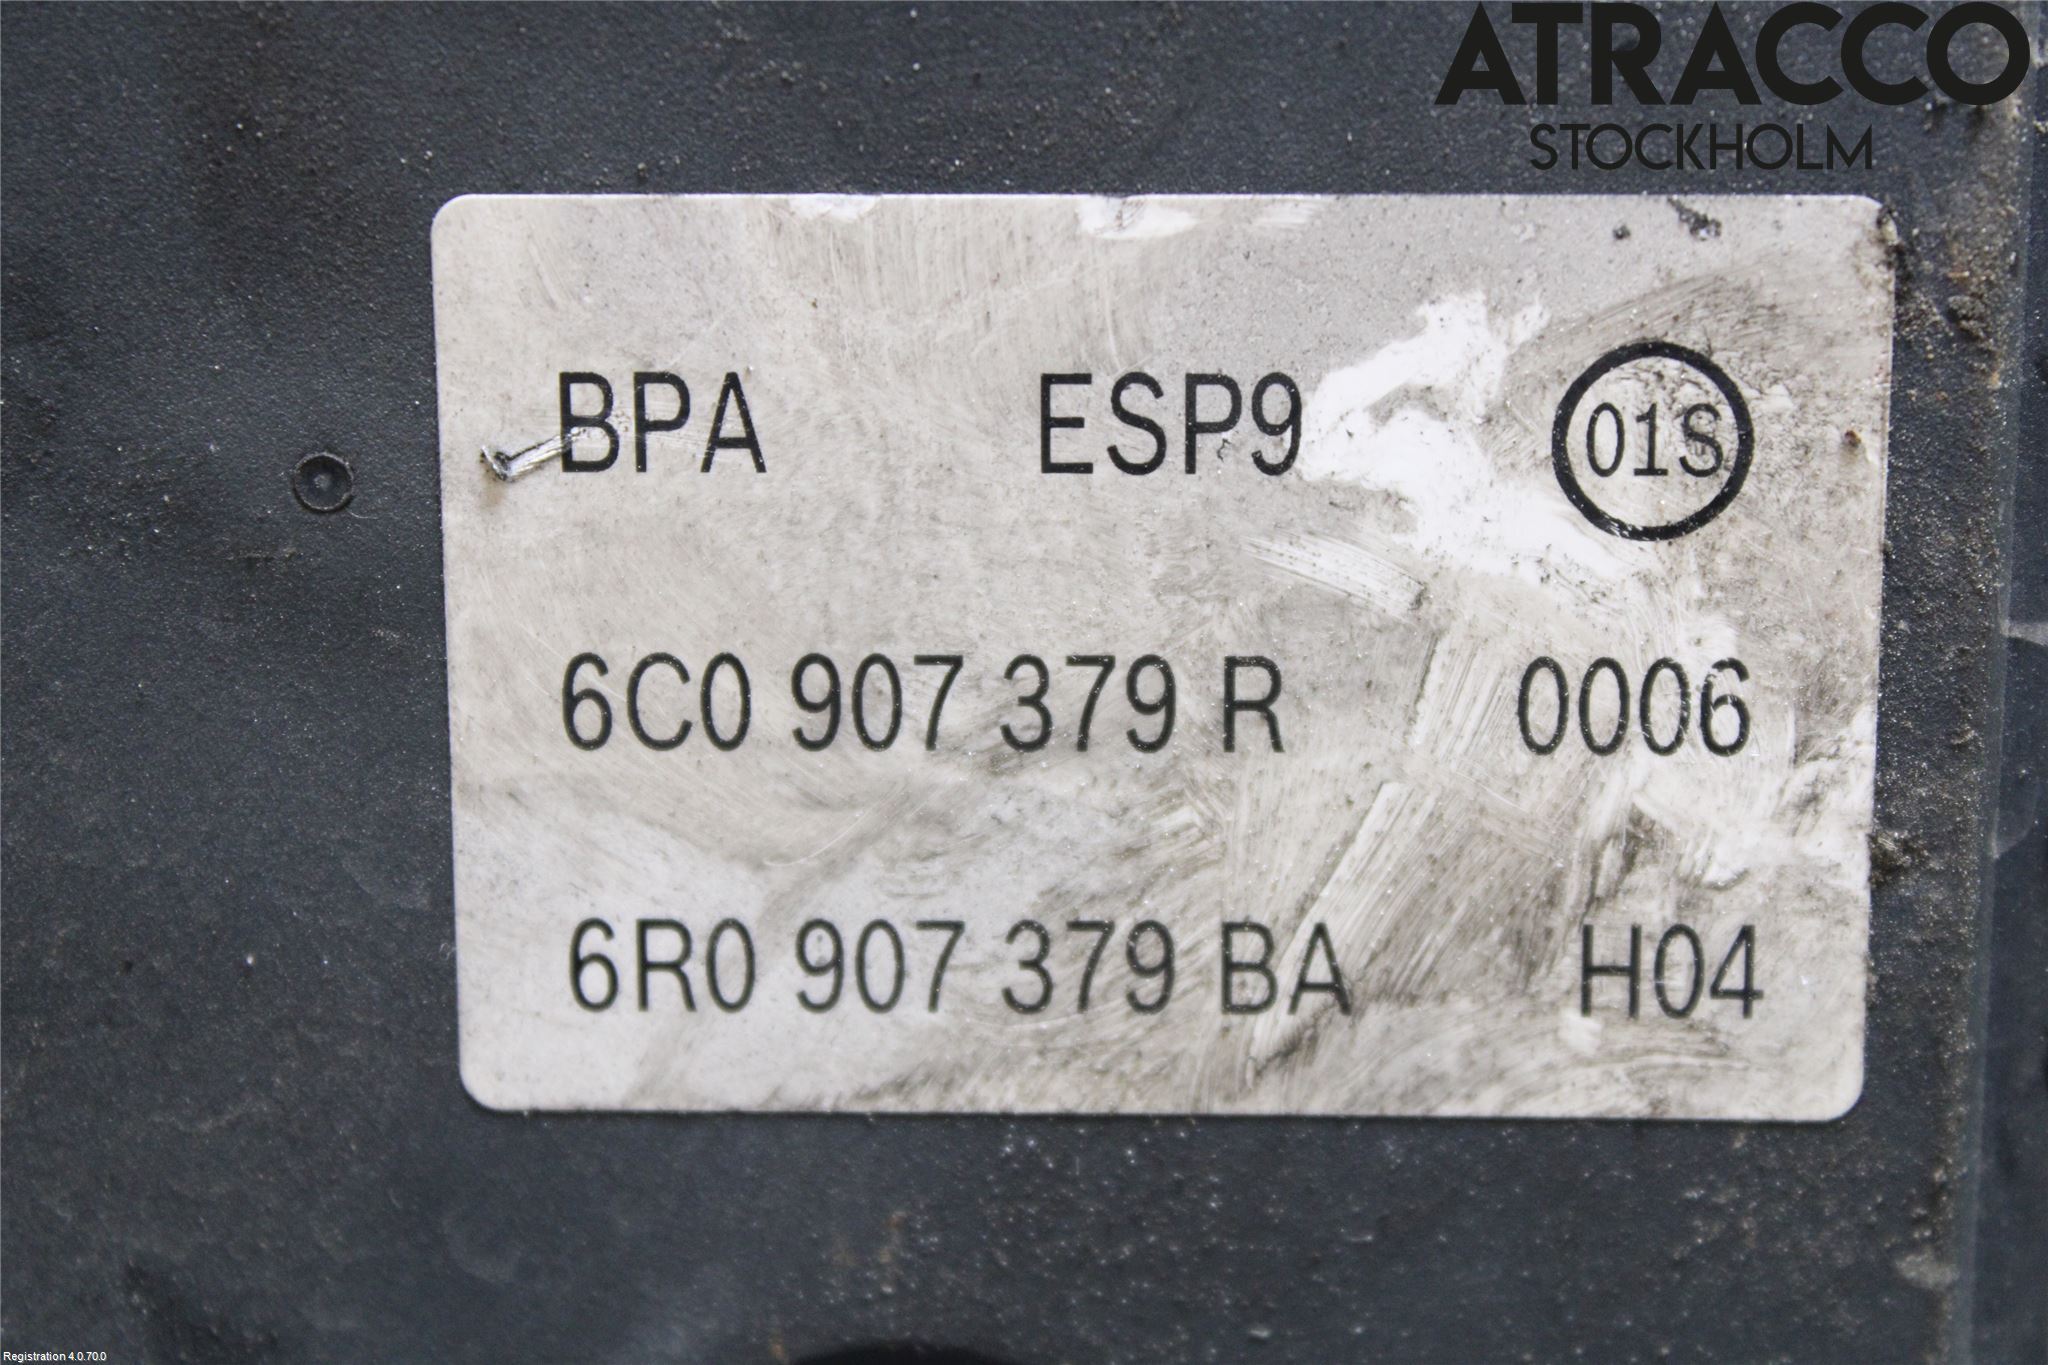 ATRACCO
STOCKHOLM
BPA ESP9 01S
6C0 907 379 R 0006
6R0 907 379 BA H04
Registration 4.0.70.0